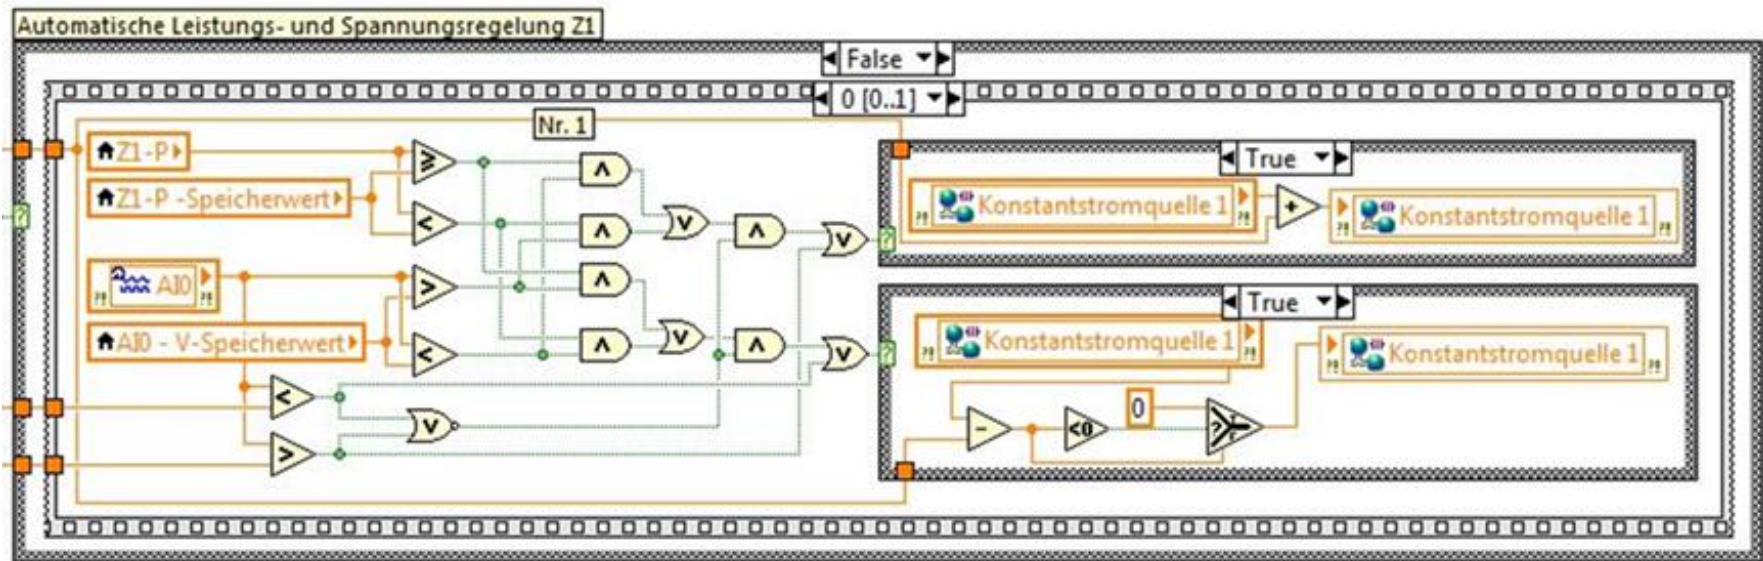 Automatische Leistungs- und Spannungsregelung Z1
False
0 [0..1]
Nr. 1
Z1-P
Z1-P -Speicherwert
AI0
AI0 - V-Speicherwert
≥
<
>
<
<
>
∧
∧
∧
∧
∨
∨
∧
∧
∨
∨
∨
True
Konstantstromquelle 1
+
Konstantstromquelle 1
True
Konstantstromquelle 1
Konstantstromquelle 1
-
<0
0
?